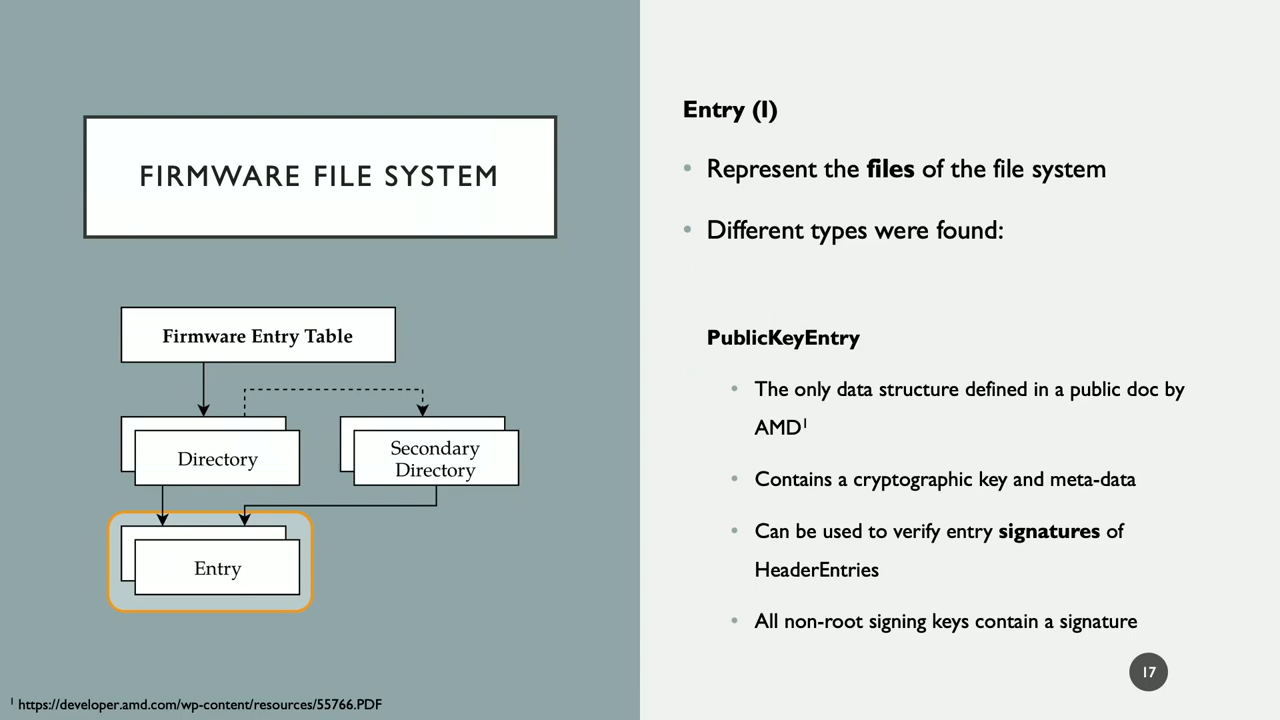 FIRMWARE FILE SYSTEM
Firmware Entry Table
Directory
Secondary
Directory
Entry
¹ https://developer.amd.com/wp-content/resources/55766.PDF
Entry (I)
• Represent the files of the file system
• Different types were found:
PublicKeyEntry
• The only data structure defined in a public doc by
AMD¹
• Contains a cryptographic key and meta-data
• Can be used to verify entry signatures of
HeaderEntries
• All non-root signing keys contain a signature
17